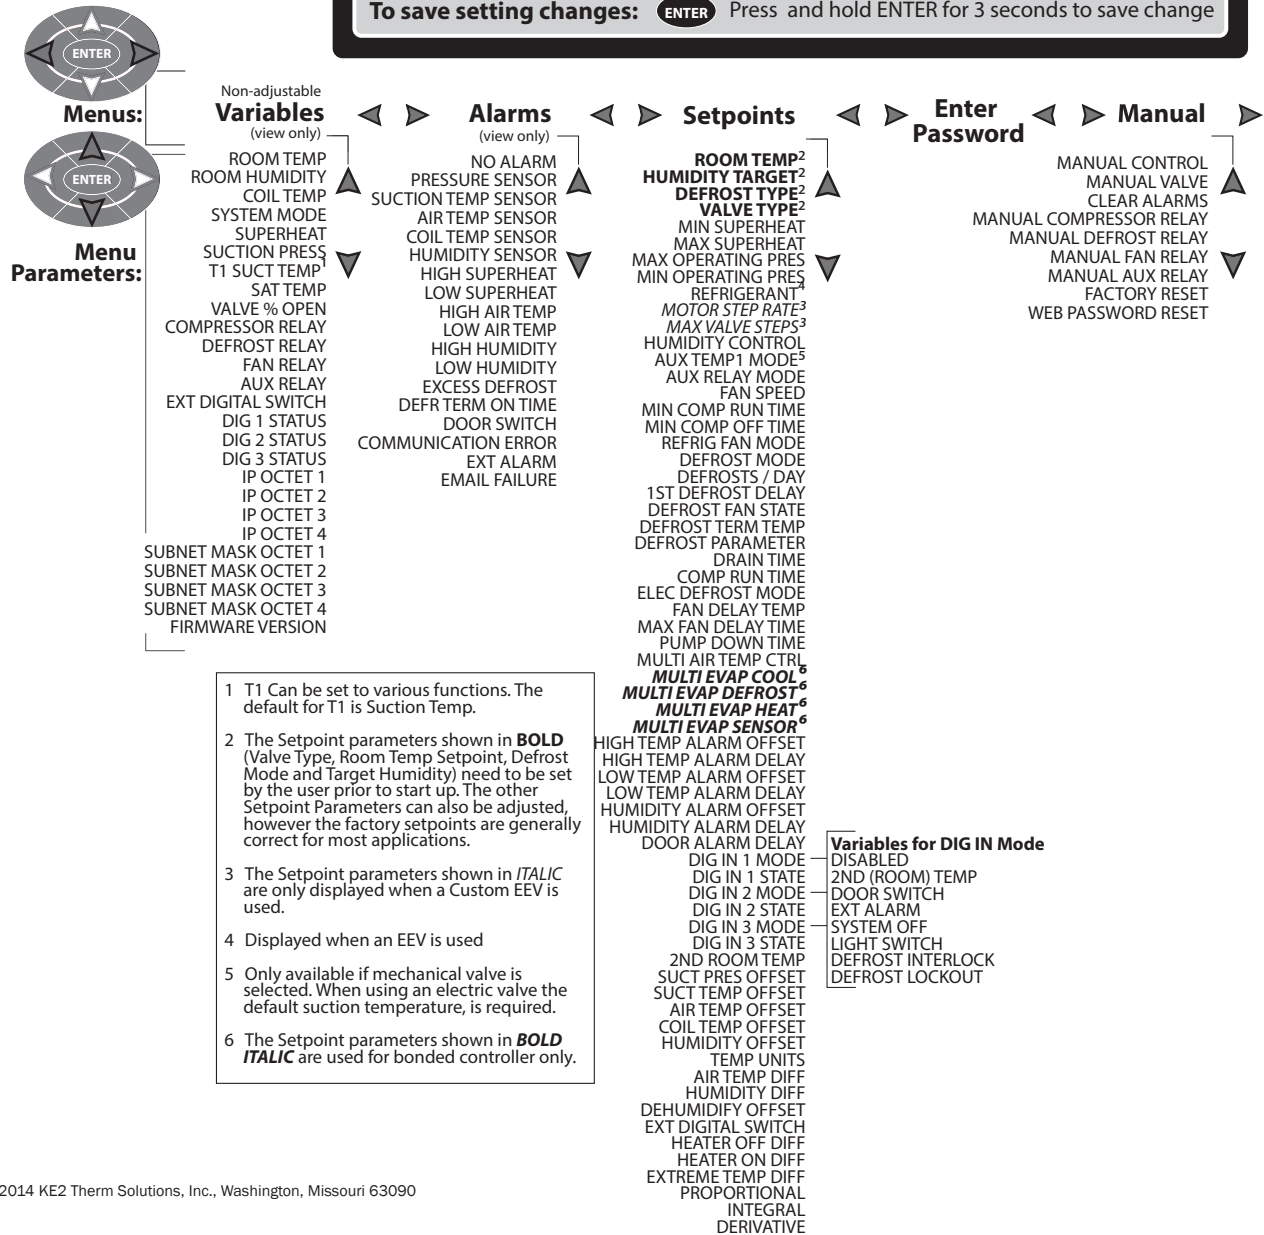 To save setting changes: ENTER Press and hold ENTER for 3 seconds to save change
ENTER
Menus:
ENTER
Menu
Parameters:
Non-adjustable
Variables
(view only)
ROOM TEMP
ROOM HUMIDITY
COIL TEMP
SYSTEM MODE
SUPERHEAT
SUCTION PRESS
T1 SUCT TEMP1
SAT TEMP
VALVE % OPEN
COMPRESSOR RELAY
DEFROST RELAY
FAN RELAY
AUX RELAY
EXT DIGITAL SWITCH
DIG 1 STATUS
DIG 2 STATUS
DIG 3 STATUS
IP OCTET 1
IP OCTET 2
IP OCTET 3
IP OCTET 4
SUBNET MASK OCTET 1
SUBNET MASK OCTET 2
SUBNET MASK OCTET 3
SUBNET MASK OCTET 4
FIRMWARE VERSION
Alarms
(view only)
NO ALARM
PRESSURE SENSOR
SUCTION TEMP SENSOR
AIR TEMP SENSOR
COIL TEMP SENSOR
HUMIDITY SENSOR
HIGH SUPERHEAT
LOW SUPERHEAT
HIGH AIR TEMP
LOW AIR TEMP
HIGH HUMIDITY
LOW HUMIDITY
EXCESS DEFROST
DEFR TERM ON TIME
DOOR SWITCH
COMMUNICATION ERROR
EXT ALARM
EMAIL FAILURE
Setpoints
ROOM TEMP2
HUMIDITY TARGET2
DEFROST TYPE2
VALVE TYPE2
MIN SUPERHEAT
MAX SUPERHEAT
MAX OPERATING PRES
MIN OPERATING PRES
REFRIGERANT4
MOTOR STEP RATE3
MAX VALVE STEPS3
HUMIDITY CONTROL
AUX TEMP1 MODE5
AUX RELAY MODE
FAN SPEED
MIN COMP RUN TIME
MIN COMP OFF TIME
REFRIG FAN MODE
DEFROST MODE
DEFROSTS / DAY
1ST DEFROST DELAY
DEFROST FAN STATE
DEFROST TERM TEMP
DEFROST PARAMETER
DRAIN TIME
COMP RUN TIME
ELEC DEFROST MODE
FAN DELAY TEMP
MAX FAN DELAY TIME
PUMP DOWN TIME
MULTI AIR TEMP CTRL
MULTI EVAP COOL6
MULTI EVAP DEFROST6
MULTI EVAP HEAT6
MULTI EVAP SENSOR6
HIGH TEMP ALARM OFFSET
HIGH TEMP ALARM DELAY
LOW TEMP ALARM OFFSET
LOW TEMP ALARM DELAY
HUMIDITY ALARM OFFSET
HUMIDITY ALARM DELAY
DOOR ALARM DELAY
DIG IN 1 MODE
DIG IN 1 STATE
DIG IN 2 MODE
DIG IN 2 STATE
DIG IN 3 MODE
DIG IN 3 STATE
2ND ROOM TEMP
SUCT PRES OFFSET
SUCT TEMP OFFSET
AIR TEMP OFFSET
COIL TEMP OFFSET
HUMIDITY OFFSET
TEMP UNITS
AIR TEMP DIFF
HUMIDITY DIFF
DEHUMIDIFY OFFSET
EXT DIGITAL SWITCH
HEATER OFF DIFF
HEATER ON DIFF
EXTREME TEMP DIFF
PROPORTIONAL
INTEGRAL
DERIVATIVE
Variables for DIG IN Mode
DISABLED
2ND (ROOM) TEMP
DOOR SWITCH
EXT ALARM
SYSTEM OFF
LIGHT SWITCH
DEFROST INTERLOCK
DEFROST LOCKOUT
Enter
Password
Manual
MANUAL CONTROL
MANUAL VALVE
CLEAR ALARMS
MANUAL COMPRESSOR RELAY
MANUAL DEFROST RELAY
MANUAL FAN RELAY
MANUAL AUX RELAY
FACTORY RESET
WEB PASSWORD RESET
1 T1 Can be set to various functions. The
default for T1 is Suction Temp.
2 The Setpoint parameters shown in BOLD
(Valve Type, Room Temp Setpoint, Defrost
Mode and Target Humidity) need to be set
by the user prior to start up. The other
Setpoint Parameters can also be adjusted,
however the factory setpoints are generally
correct for most applications.
3 The Setpoint parameters shown in ITALIC
are only displayed when a Custom EEV is
used.
4 Displayed when an EEV is used
5 Only available if mechanical valve is
selected. When using an electric valve the
default suction temperature, is required.
6 The Setpoint parameters shown in BOLD
ITALIC are used for bonded controller only.
2014 KE2 Therm Solutions, Inc., Washington, Missouri 63090